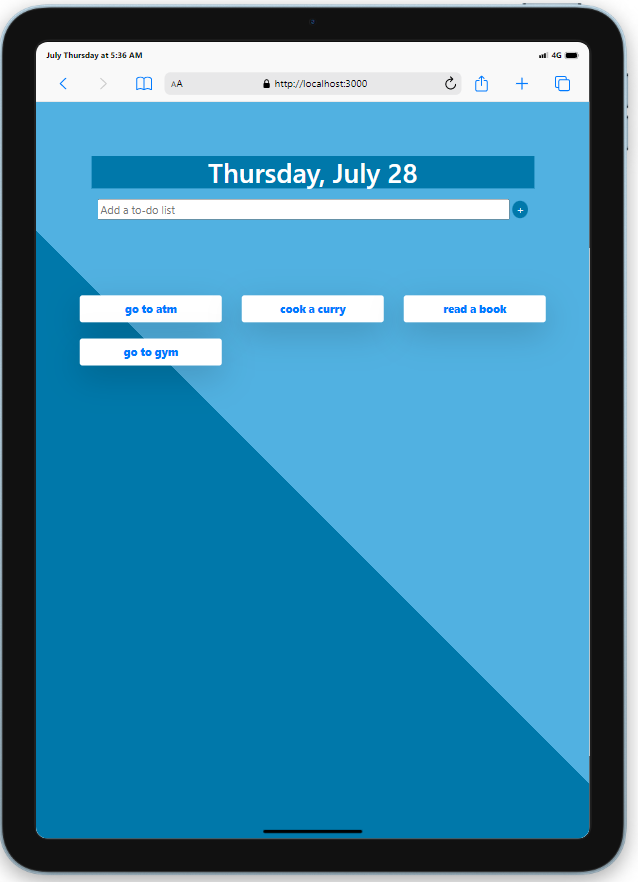 July Thursday at 5:36 AM
4G
AA
http://localhost:3000
Thursday, July 28
Add a to-do list
+
go to atm
cook a curry
read a book
go to gym